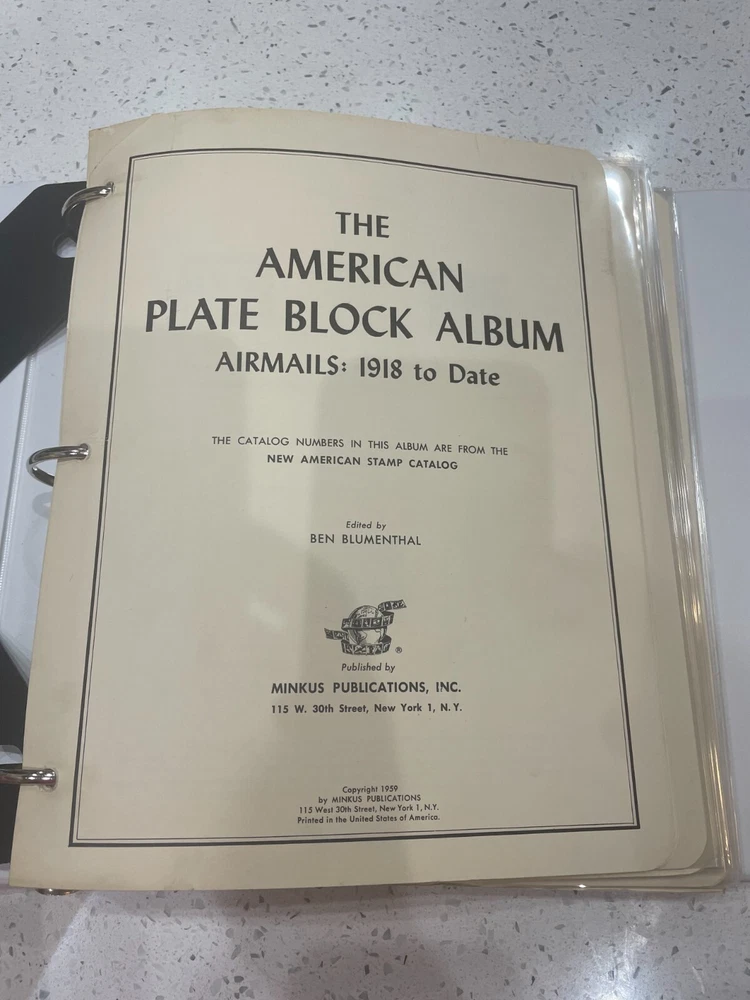 THE
AMERICAN
PLATE BLOCK ALBUM
AIRMAILS: 1918 to Date
THE CATALOG NUMBERS IN THIS ALBUM ARE FROM THE
NEW AMERICAN STAMP CATALOG
Edited by
BEN BLUMENTHAL
®
Published by
MINKUS PUBLICATIONS, INC.
115 W. 30th Street, New York 1, N.Y.
Copyright 1959
by MINKUS PUBLICATIONS
115 West 30th Street, New York 1, N.Y.
Printed in the United States of America.